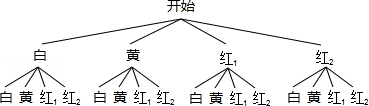 开始
白 黄 红₁ 红₂
白 黄 红₁ 红₂ 白 黄 红₁ 红₂ 白 黄 红₁ 红₂ 白 黄 红₁ 红₂